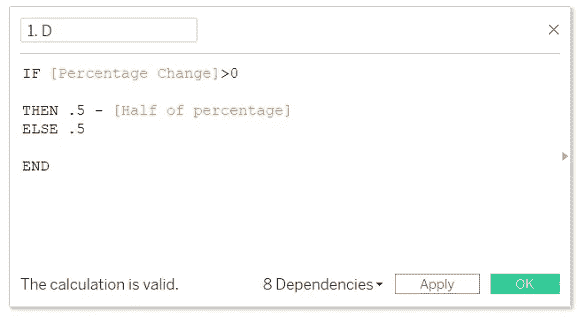 1. D
IF [Percentage Change]>0
THEN .5 - [Half of percentage]
ELSE .5
END
The calculation is valid.
8 Dependencies
Apply
OK